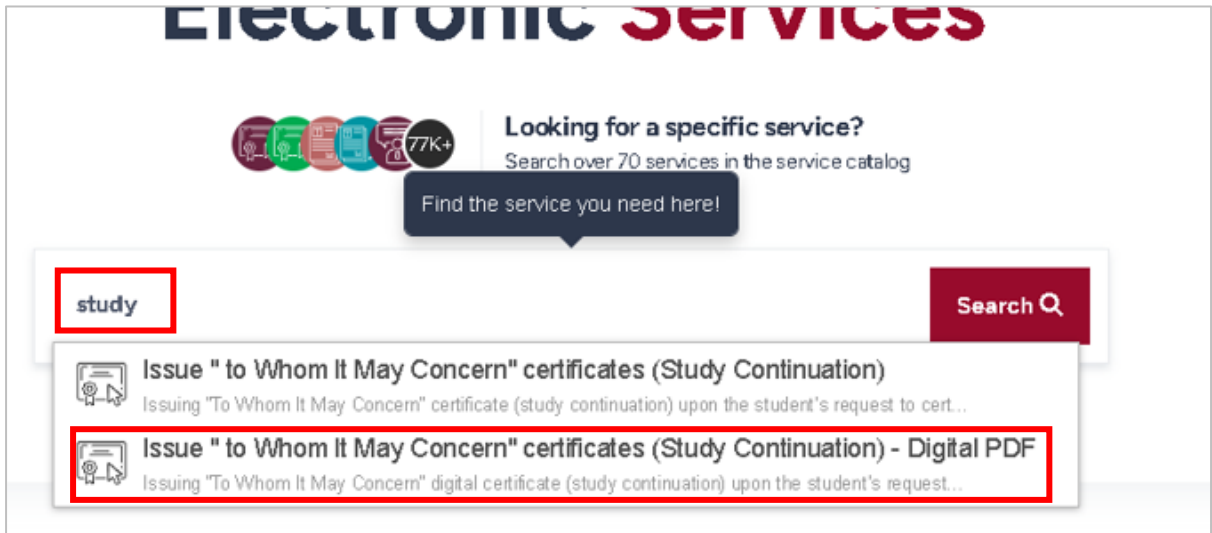 Electronic Services
77K+
Looking for a specific service?
Search over 70 services in the service catalog
Find the service you need here!
study
Search
Issue " to Whom It May Concern" certificates (Study Continuation)
Issuing "To Whom It May Concern" certificate (study continuation) upon the student's request to cert...
Issue " to Whom It May Concern" certificates (Study Continuation) - Digital PDF
Issuing "To Whom It May Concern" digital certificate (study continuation) upon the student's request...